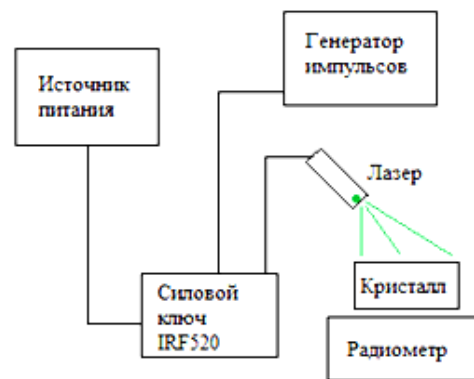 Генератор
импульсов
Источник
питания
Лазер
Силовой
ключ
IRF520
Кристалл
Радиометр